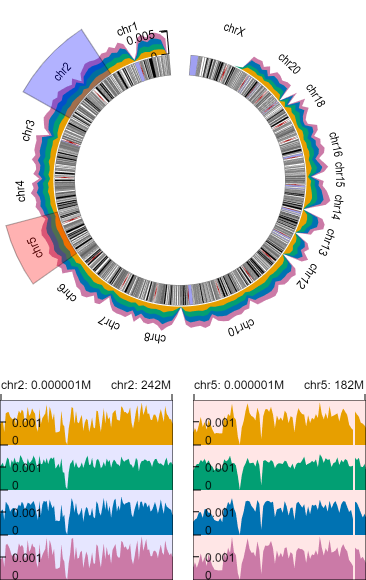 chr1
0.005
0
chrX
chr2
chr20
chr18
chr3
chr16
chr4
chr15
chr14
chr5
chr13
chr6
chr12
chr7
chr8
chr10
chr2: 0.000001M chr2: 242M chr5: 0.000001M chr5: 182M
0.001 0.001
0 0
0.001 0.001
0 0
0.001 0.001
0 0
0.001 0.001
0 0